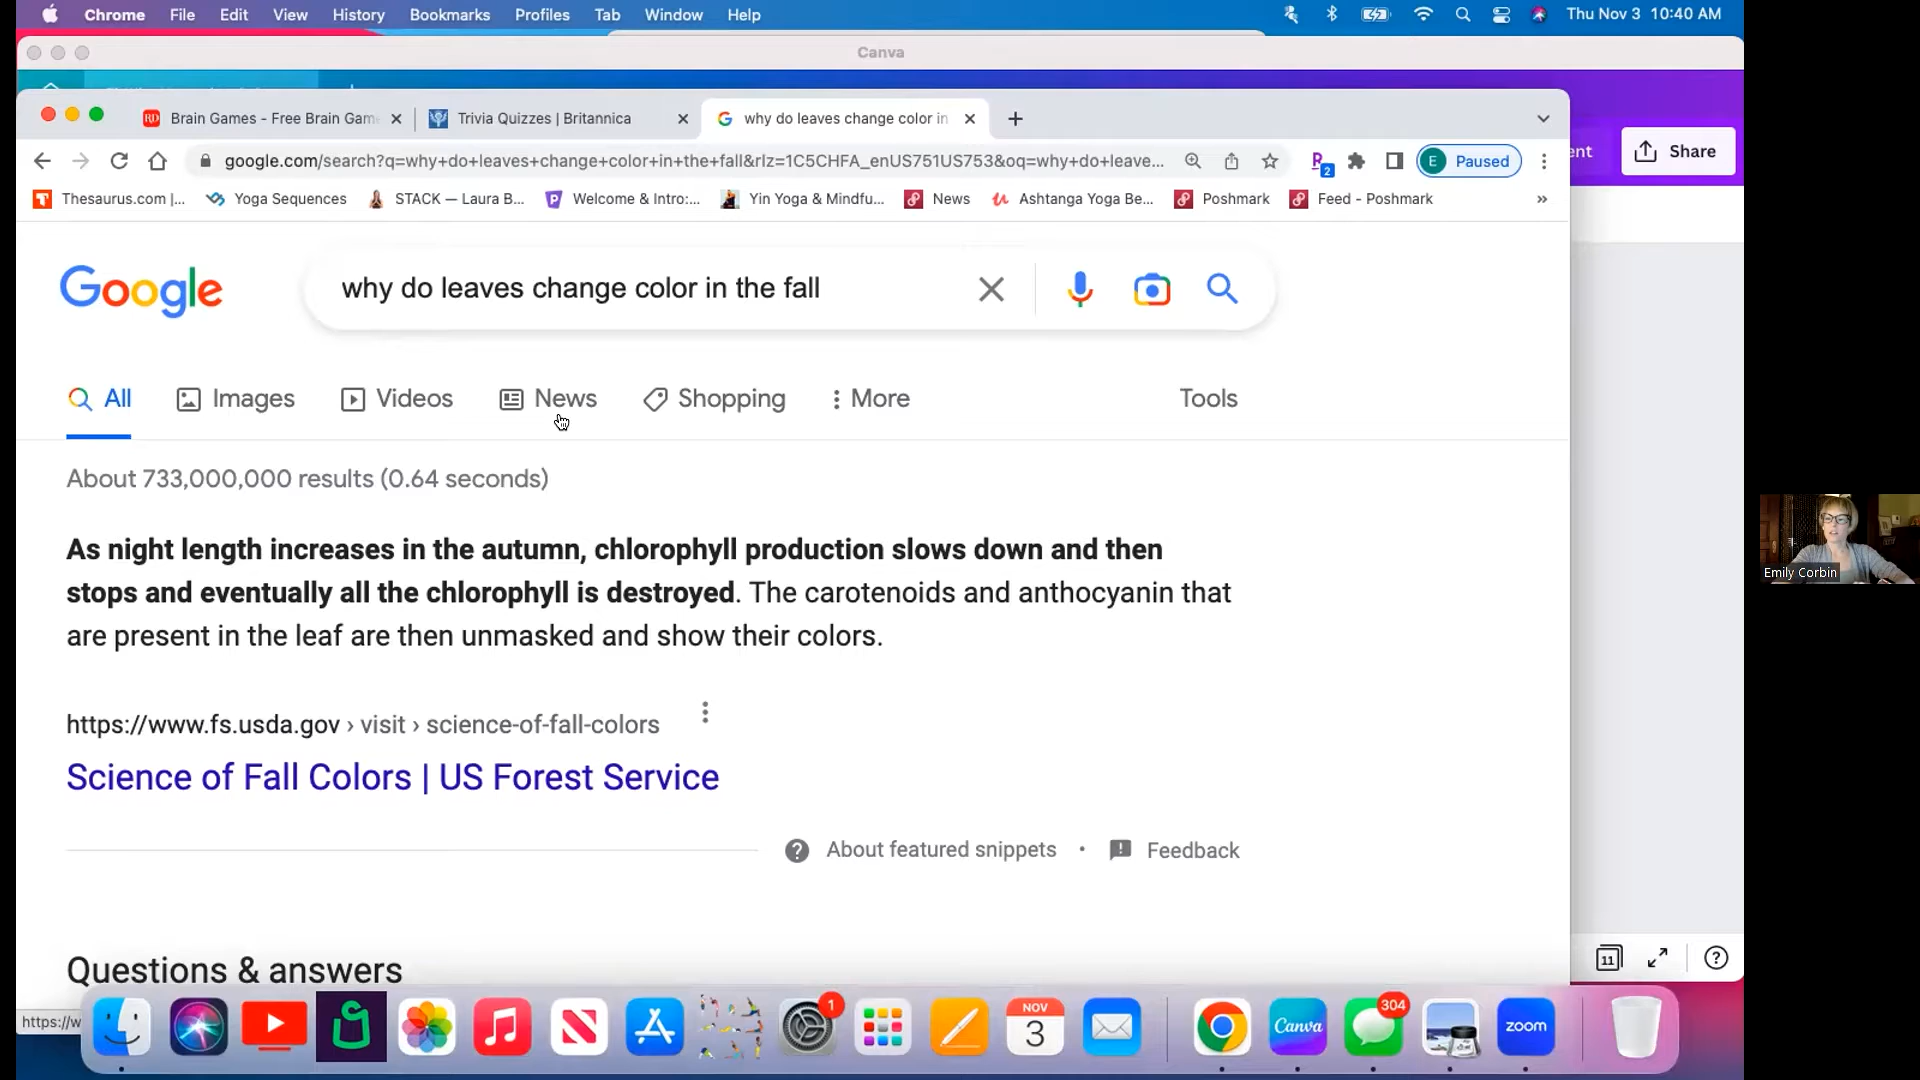 Chrome File Edit View History Bookmarks Profiles Tab Window Help Thu Nov 3 10:40 AM
Canva
Brain Games - Free Brain Gam Trivia Quizzes | Britannica why do leaves change color in
google.com/search?q=why+do+leaves+change+color+in+the+fall&rlz=1C5CHFA_enUS751US753&oq=why+do+leave... 2 E Paused
Share
Thesaurus.com |... Yoga Sequences STACK — Laura B... Welcome & Intro:... Yin Yoga & Mindfu... News Ashtanga Yoga Be... Poshmark Feed - Poshmark »
Google
why do leaves change color in the fall
All Images Videos News Shopping More Tools
About 733,000,000 results (0.64 seconds)
As night length increases in the autumn, chlorophyll production slows down and then
stops and eventually all the chlorophyll is destroyed. The carotenoids and anthocyanin that
are present in the leaf are then unmasked and show their colors.
https://www.fs.usda.gov › visit › science-of-fall-colors
Science of Fall Colors | US Forest Service
About featured snippets • Feedback
Questions & answers
Emily Corbin
11
https://w
1
NOV
3
Canva
304
zoom